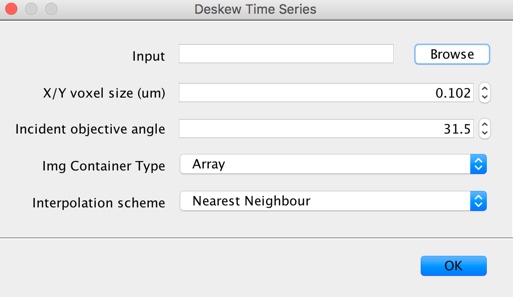 Deskew Time Series
Input Browse
X/Y voxel size (um) 0.102
Incident objective angle 31.5
Img Container Type Array
Interpolation scheme Nearest Neighbour
OK